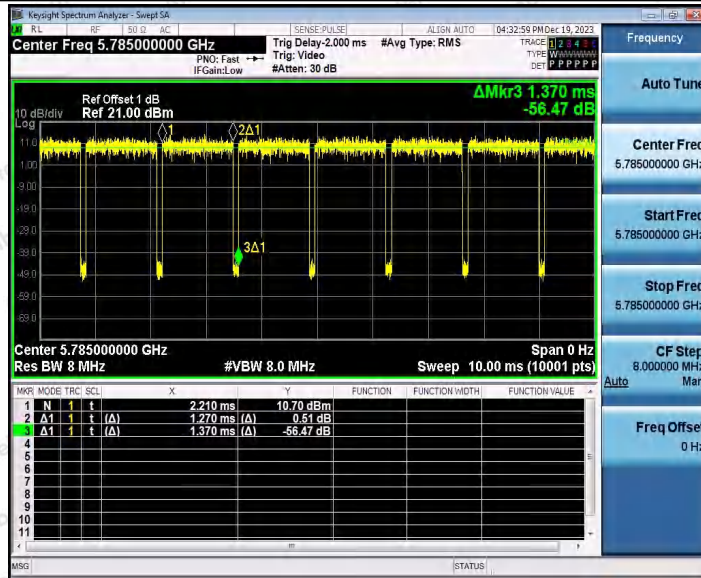 Keysight Spectrum Analyzer - Swept SA
RL RF 50 Ω AC SENSE:PULSE ALIGN AUTO 04:32:59 PM Dec 19, 2023
Center Freq 5.785000000 GHz
PNO: Fast
IFGain:Low
Trig Delay-2.000 ms
Trig: Video
#Atten: 30 dB
#Avg Type: RMS
TRACE 1 2 3 4 5 6
TYPE WWWWWW
DET P P P P P P
Ref Offset 1 dB
10 dB/div Ref 21.00 dBm
Log
ΔMkr3 1.370 ms
-56.47 dB
1
2Δ1
3Δ1
11.0
1.00
-9.00
-19.0
-29.0
-39.0
-49.0
-59.0
-69.0
Center 5.785000000 GHz Span 0 Hz
Res BW 8 MHz #VBW 8.0 MHz Sweep 10.00 ms (10001 pts)
MKR MODE TRC SCL X Y FUNCTION FUNCTION WIDTH FUNCTION VALUE
1 N 1 t 2.210 ms 10.70 dBm
2 Δ1 1 t (Δ) 1.270 ms (Δ) 0.51 dB
3 Δ1 1 t (Δ) 1.370 ms (Δ) -56.47 dB
4
5
6
7
8
9
10
11
MSG STATUS
Frequency
Auto Tune
Center Freq
5.785000000 GHz
Start Freq
5.785000000 GHz
Stop Freq
5.785000000 GHz
CF Step
8.000000 MHz
Auto Man
Freq Offset
0 Hz